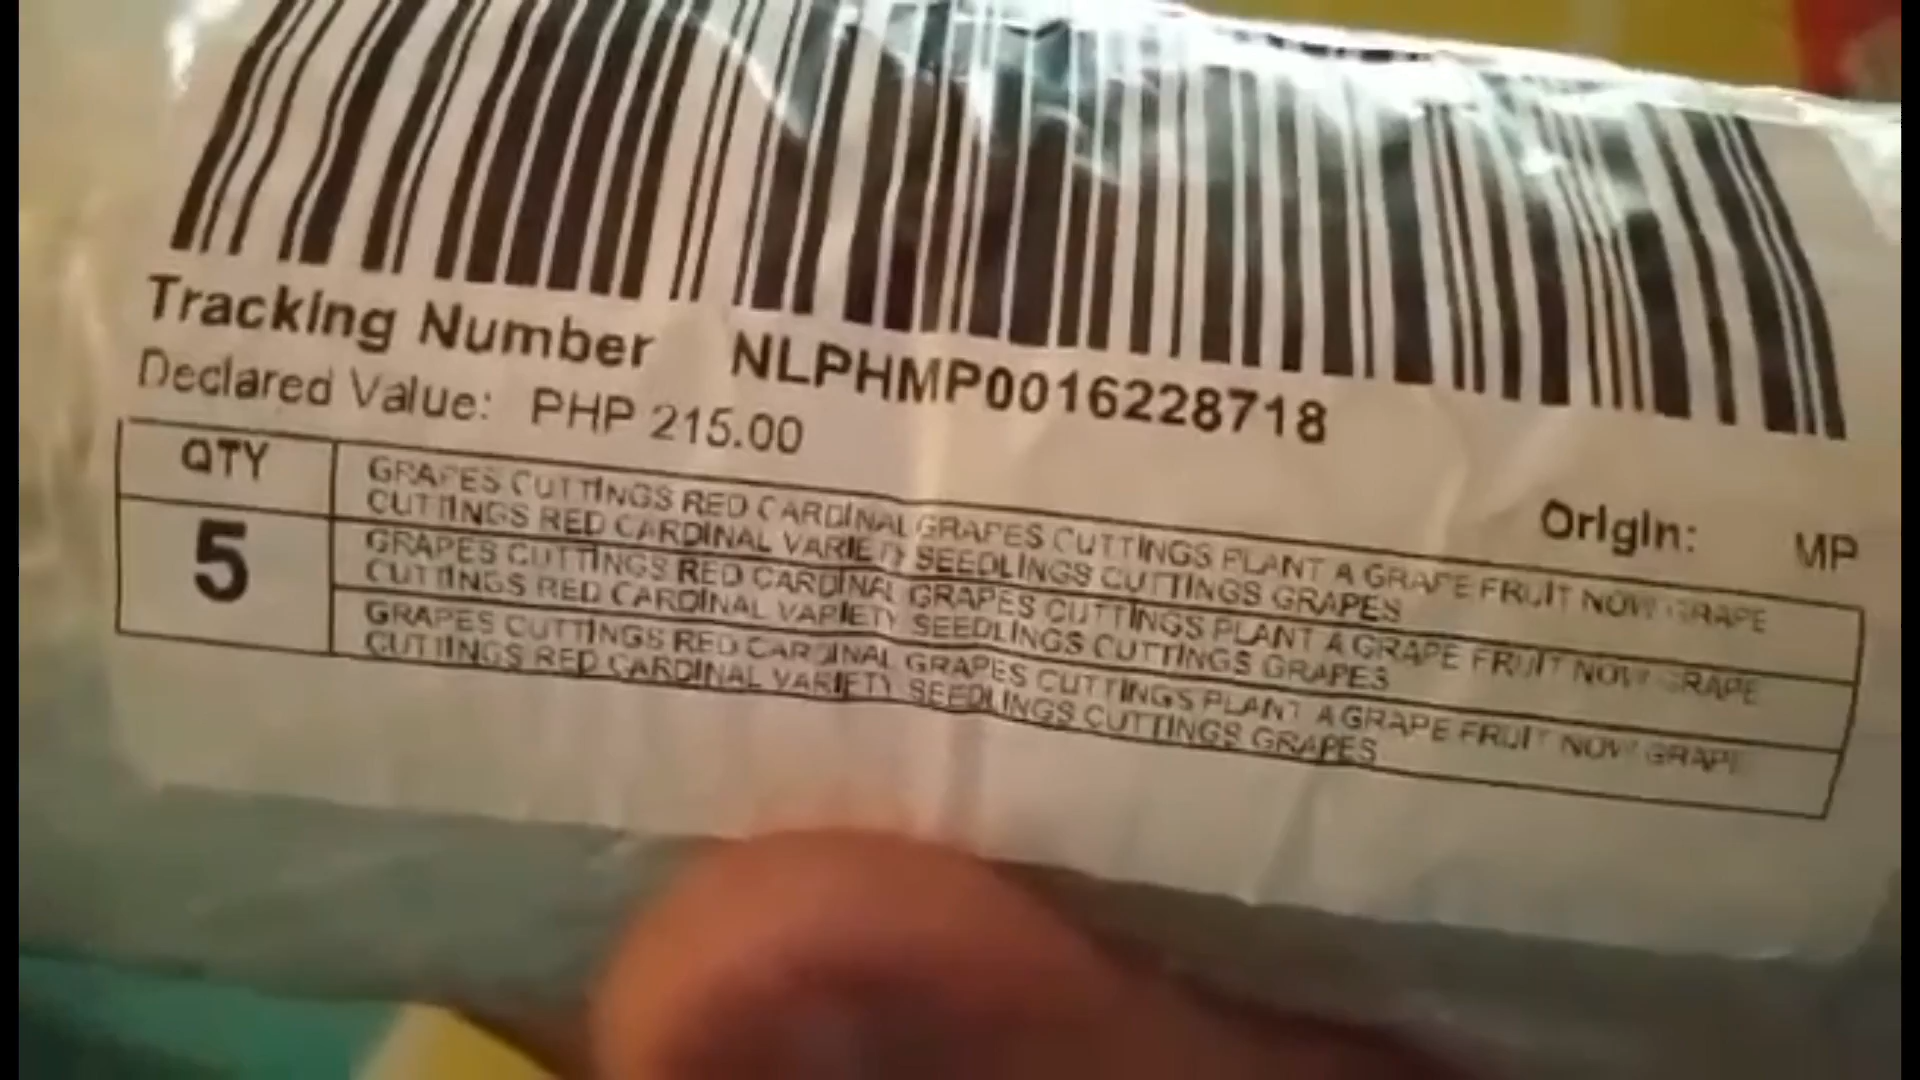 Tracking Number NLPHMP0016228718
Declared Value: PHP 215.00
Origin: MP
QTY
5
GRAPES CUTTINGS RED CARDINAL GRAPES CUTTINGS PLANT A GRAPE FRUIT NOW GRAPE
CUTTINGS RED CARDINAL VARIETY SEEDLINGS CUTTINGS GRAPES
GRAPES CUTTINGS RED CARDINAL GRAPES CUTTINGS PLANT A GRAPE FRUIT NOW GRAPE
CUTTINGS RED CARDINAL VARIETY SEEDLINGS CUTTINGS GRAPES
GRAPES CUTTINGS RED CARDINAL GRAPES CUTTINGS PLANT A GRAPE FRUIT NOW GRAPE
CUTTINGS RED CARDINAL VARIETY SEEDLINGS CUTTINGS GRAPES